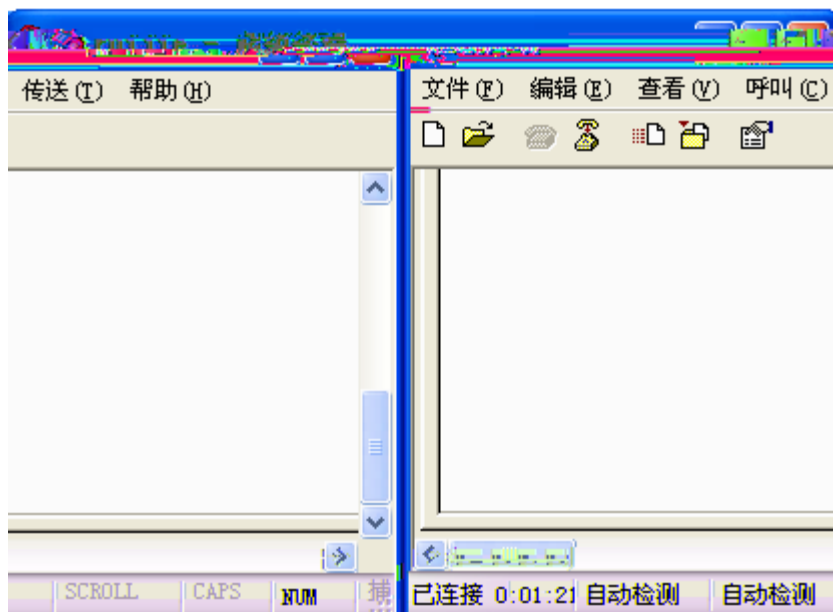 传送(T) 帮助(H)
文件(F) 编辑(E) 查看(V) 呼叫(C)
SCROLL CAPS NUM 捕
已连接 0:01:21 自动检测 自动检测